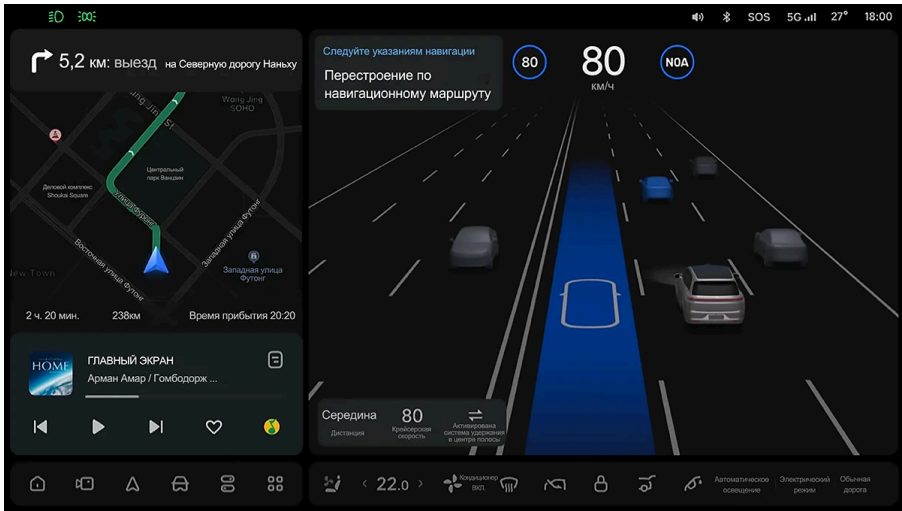 SOS 5G 27° 18:00
5,2 км: выезд на Северную дорогу Наньху
Следуйте указаниям навигации
Перестроение по
навигационному маршруту
80
80
км/ч
NOA
Wang Jing
SOHO
Jing St
Центральный
парк Ванцзин
Деловой комплекс
Shoukai Square
Улица Футонг
Восточная улица Футонг
Западная улица Футонг
Западная улица
Футонг
New Town
2 ч. 20 мин. 238км Время прибытия 20:20
HOME
ГЛАВНЫЙ ЭКРАН
Арман Амар / Гомбодорж ...
Середина
Дистанция
80
Крейсерская
скорость
Активирована
система удержания
в центре полосы
22.0
Кондиционер
ВКЛ.
Автоматическое
освещение
Электрический
режим
Обычная
дорога